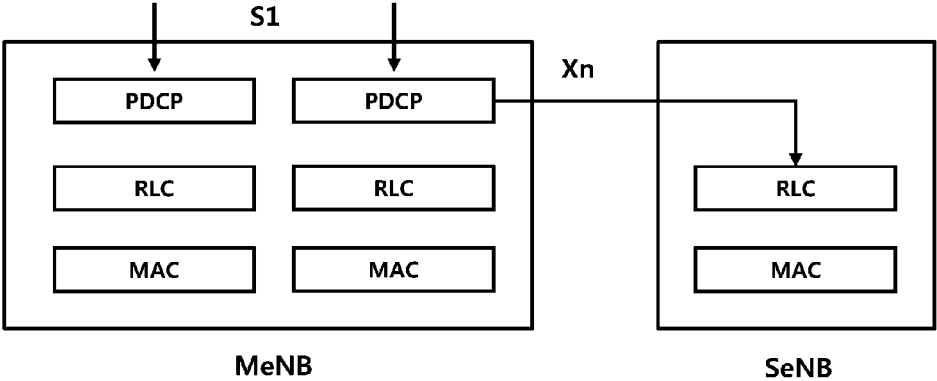 S1
Xn
PDCP
PDCP
RLC
RLC
RLC
MAC
MAC
MAC
MeNB
SeNB